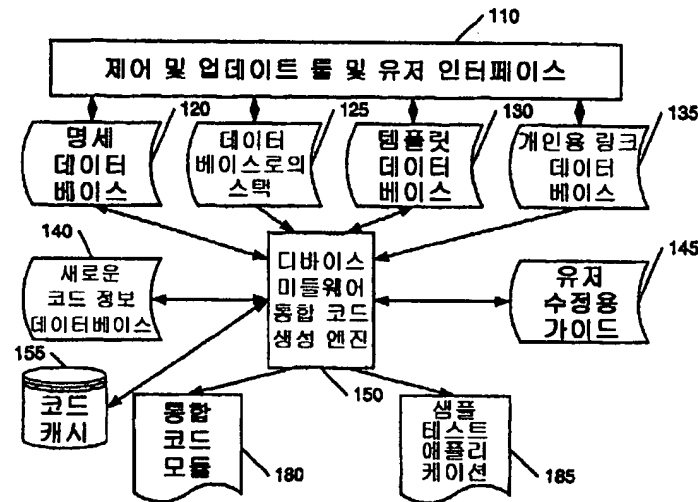 110
제어 및 업데이트 툴 및 유저 인터페이스
120
125
130
135
명세
데이터
베이스
데이터
베이스로의
스택
템플릿
데이터
베이스
개인용 링크
데이터
베이스
140
새로운
코드 정보
데이터베이스
디바이스
미들웨어
통합 코드
생성 엔진
150
145
유저
수정용
가이드
155
코드
캐시
통합
코드
모듈
180
샘플
테스트
애플리
케이션
185